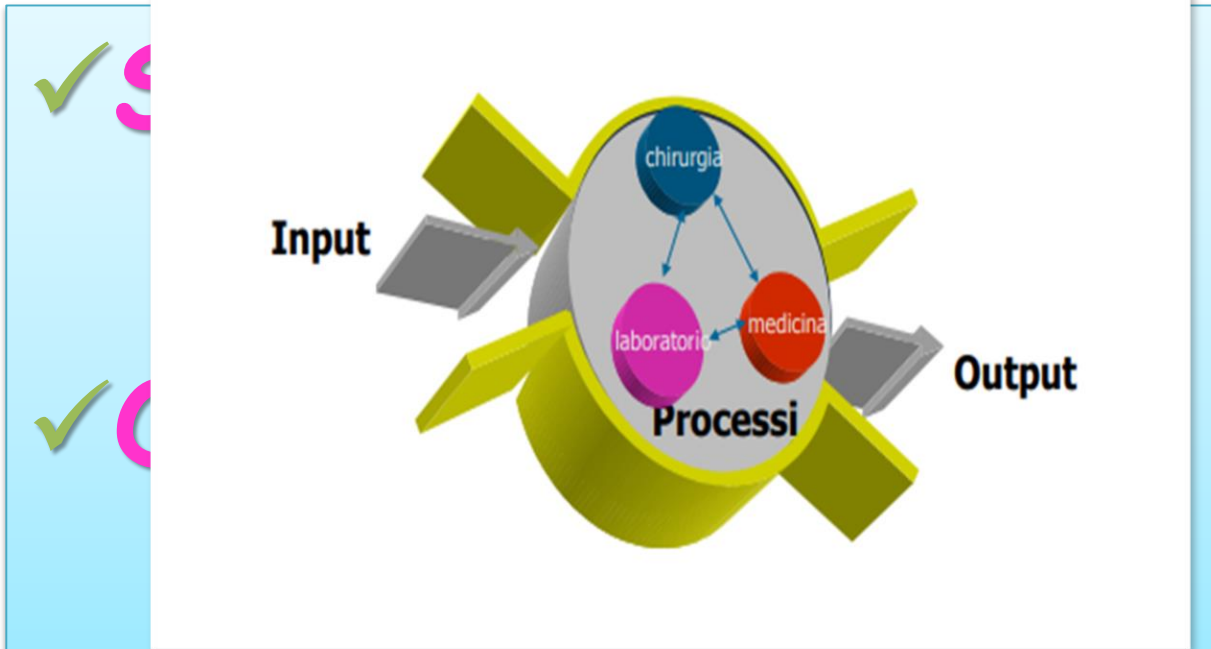 S
chirurgia
Input
laboratorio
medicina
Output
Processi